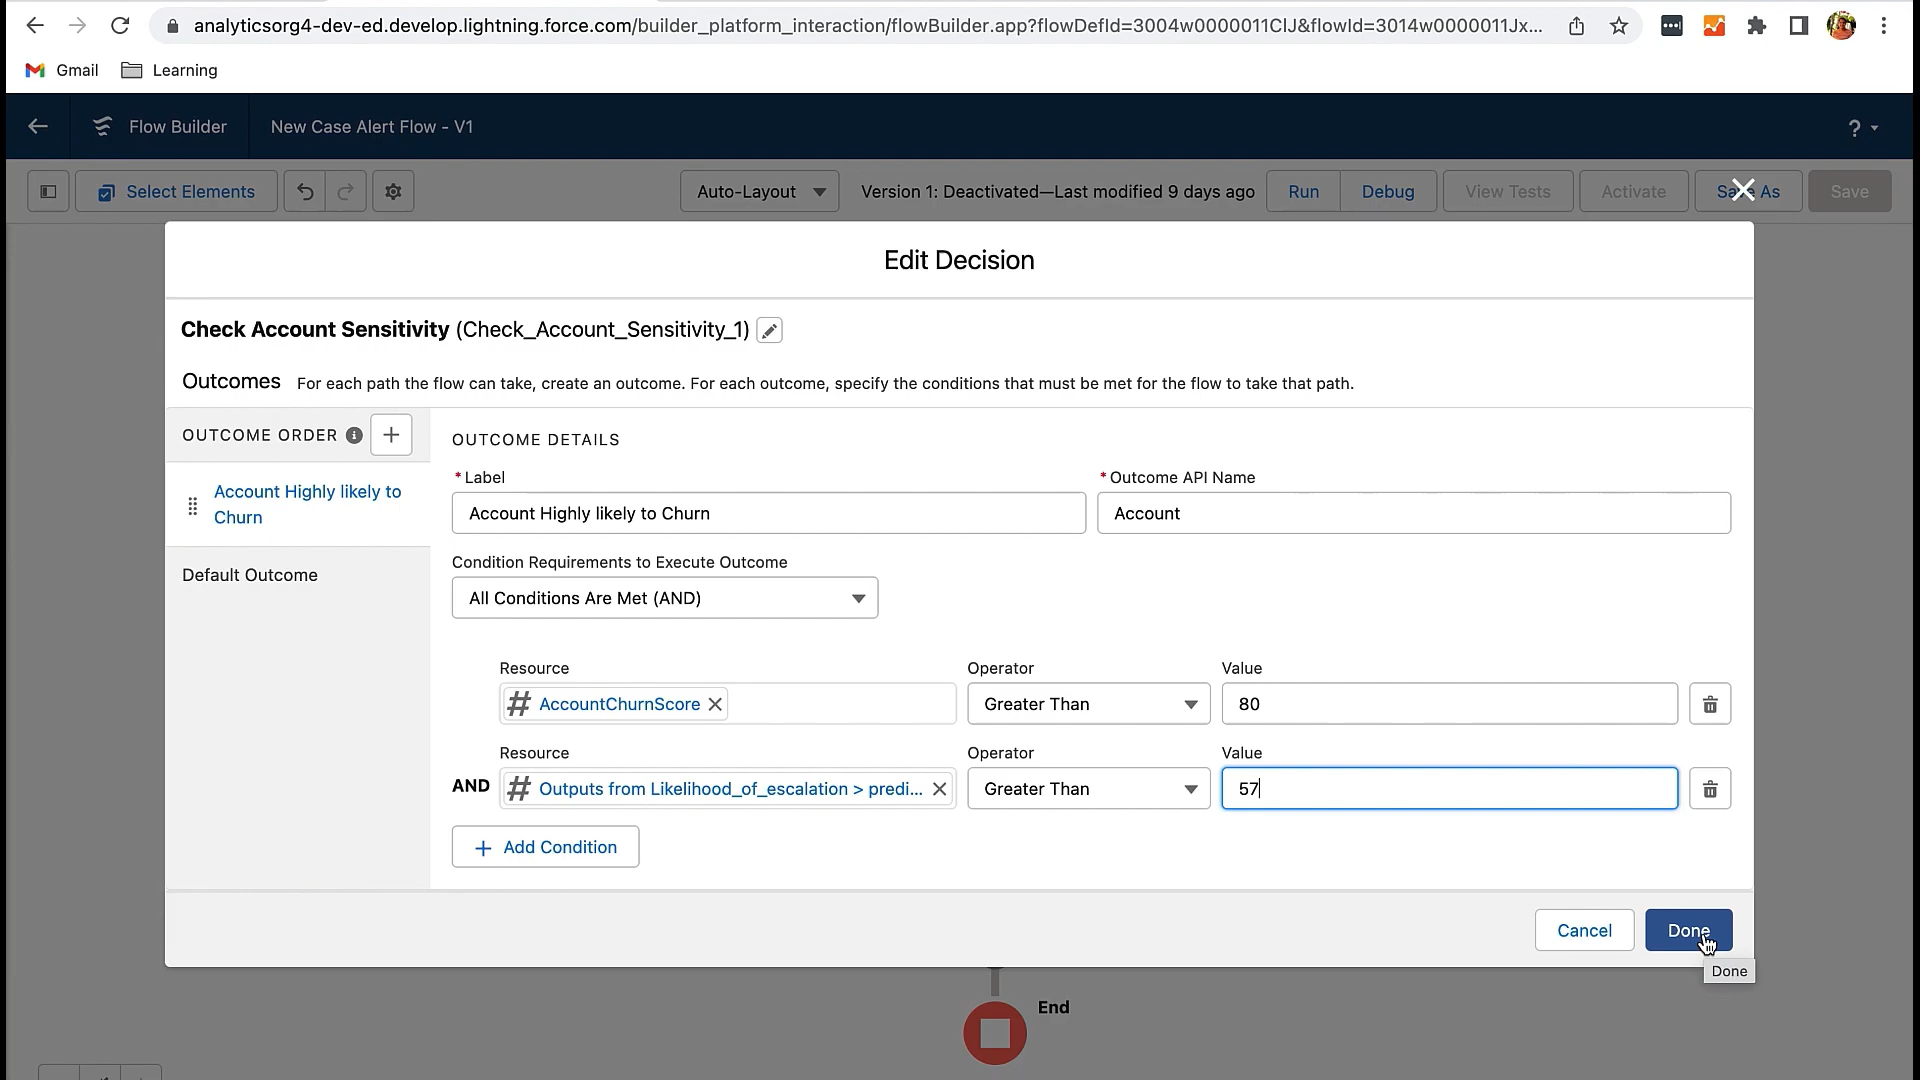 analyticsorg4-dev-ed.develop.lightning.force.com/builder_platform_interaction/flowBuilder.app?flowDefId=3004w0000011ClJ&flowId=3014w0000011Jx...
Gmail
Learning
Flow Builder
New Case Alert Flow - V1
?
Select Elements
Auto-Layout
Version 1: Deactivated—Last modified 9 days ago
Run
Debug
View Tests
Activate
Save As
Save
Edit Decision
Check Account Sensitivity (Check_Account_Sensitivity_1)
Outcomes For each path the flow can take, create an outcome. For each outcome, specify the conditions that must be met for the flow to take that path.
OUTCOME ORDER
Account Highly likely to
Churn
Default Outcome
OUTCOME DETAILS
*Label
Account Highly likely to Churn
*Outcome API Name
Account
Condition Requirements to Execute Outcome
All Conditions Are Met (AND)
Resource
Operator
Value
AccountChurnScore
Greater Than
80
Resource
Operator
Value
AND
Outputs from Likelihood_of_escalation > predi...
Greater Than
57
+ Add Condition
Cancel
Done
Done
End